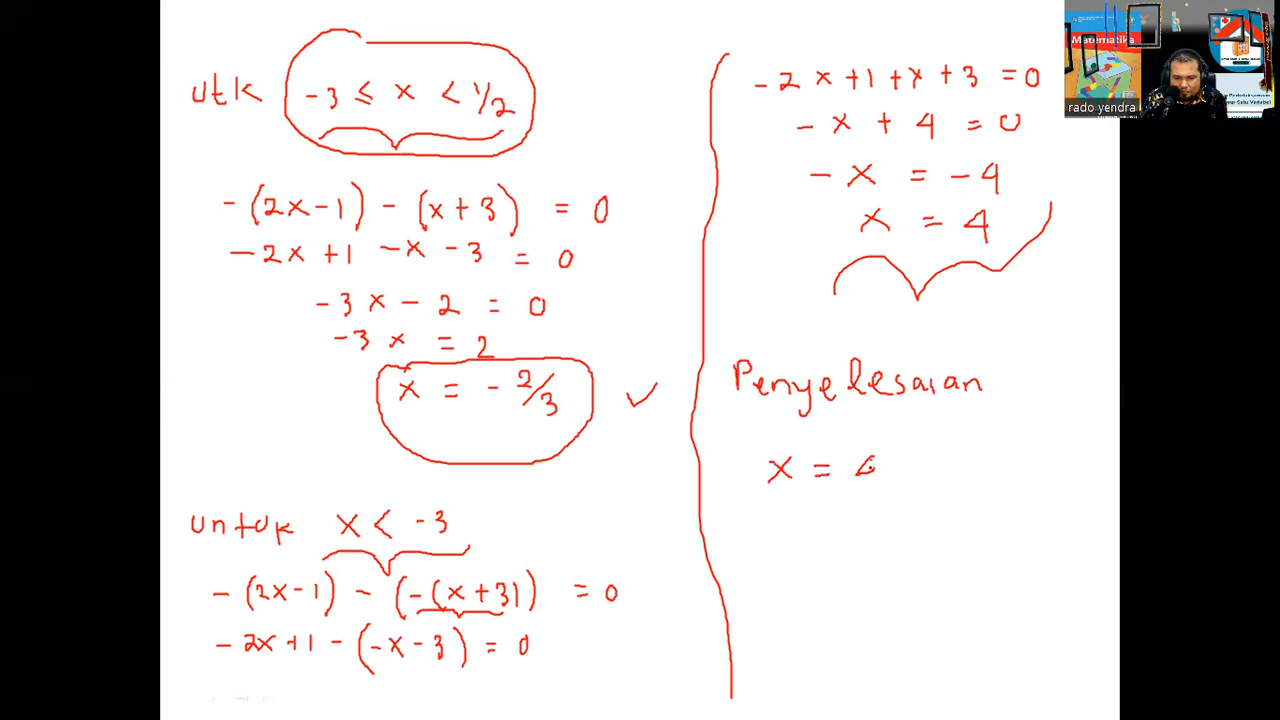 utk -3 ≤ x < 1/2
-(2x-1) - (x+3) = 0
-2x+1 -x -3 = 0
-3x - 2 = 0
-3x = 2
x = -2/3 ✓
untuk x < -3
-(2x-1) - (-(x+3)) = 0
-2x+1 - (-x-3) = 0
-2x+1+x+3 = 0
-x + 4 = 0
-x = -4
x = 4
Penyelesaian
x = 4
Matematika
rado yendra